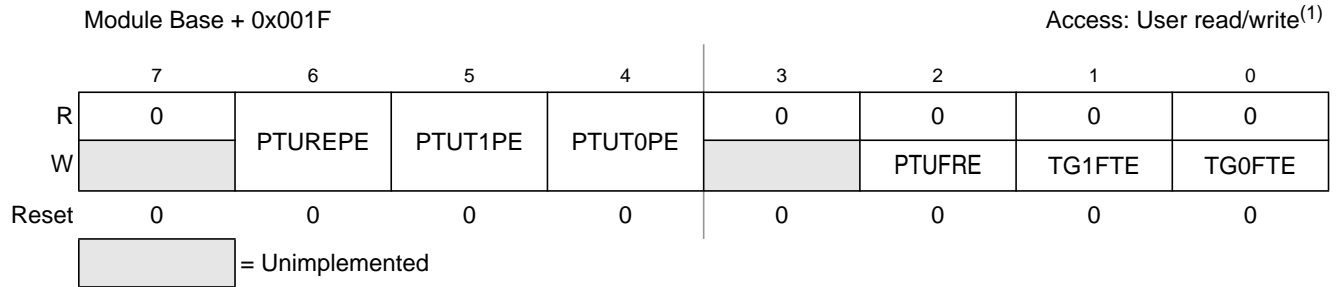 Module Base + 0x001F Access: User read/write(1)
7 6 5 4 3 2 1 0
R 0 PTUREPE PTUT1PE PTUT0PE 0 0 0 0
W PTUFRE TG1FTE TG0FTE
Reset 0 0 0 0 0 0 0 0
= Unimplemented